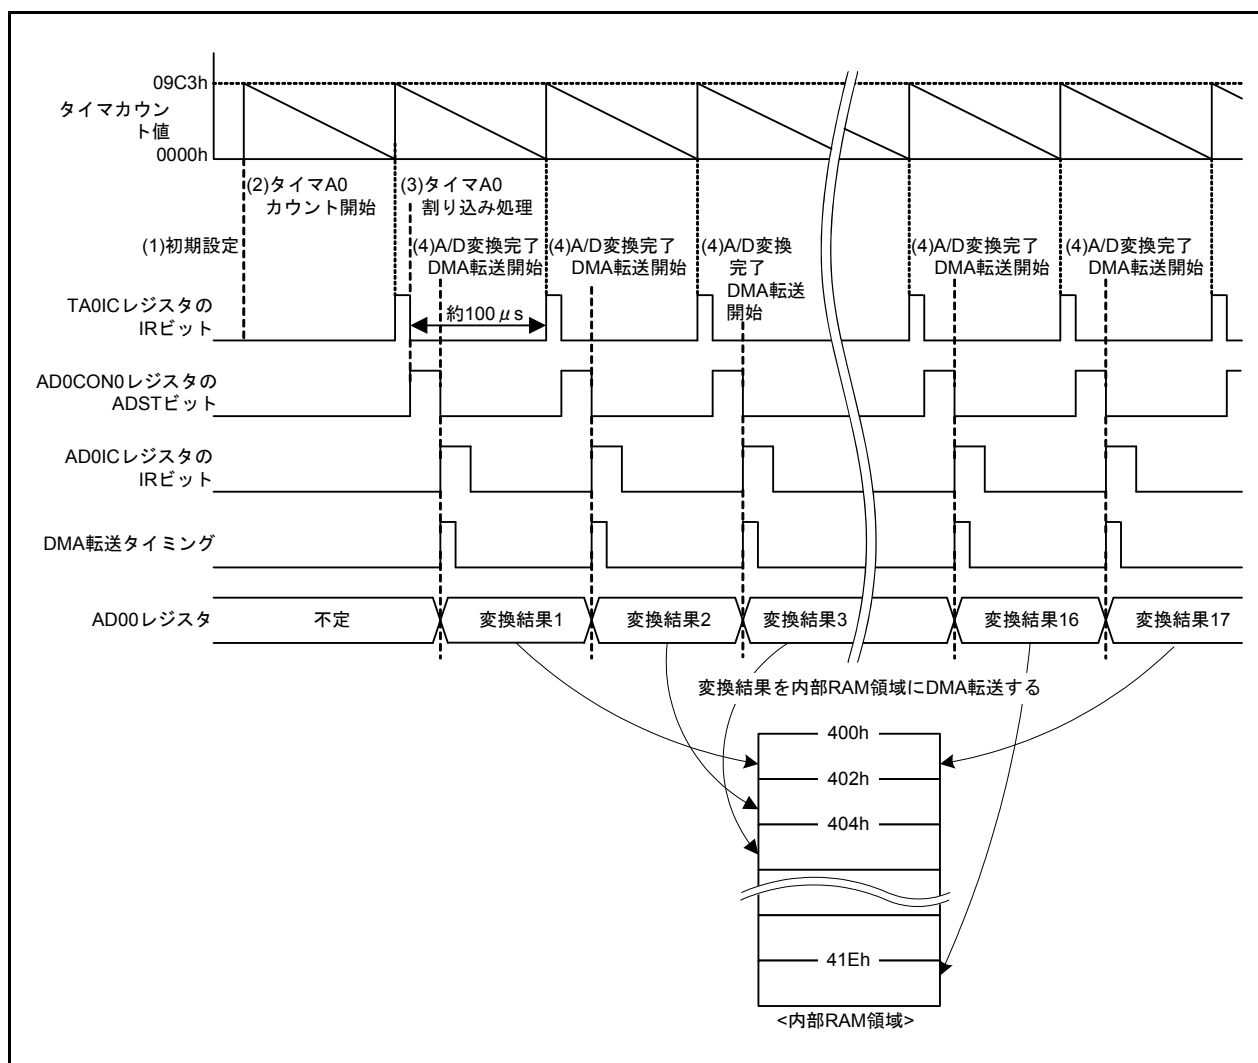 09C3h
タイマカウン
ト値
0000h
(2)タイマA0
カウント開始
(3)タイマA0
割り込み処理
(1)初期設定
(4)A/D変換完了
DMA転送開始
(4)A/D変換完了
DMA転送開始
(4)A/D変換
完了
DMA転送
開始
(4)A/D変換完了
DMA転送開始
(4)A/D変換完了
DMA転送開始
TA0ICレジスタの
IRビット
約100μs
AD0CON0レジスタの
ADSTビット
AD0ICレジスタの
IRビット
DMA転送タイミング
AD00レジスタ
不定
変換結果1
変換結果2
変換結果3
変換結果16
変換結果17
変換結果を内部RAM領域にDMA転送する
400h
402h
404h
41Eh
<内部RAM領域>